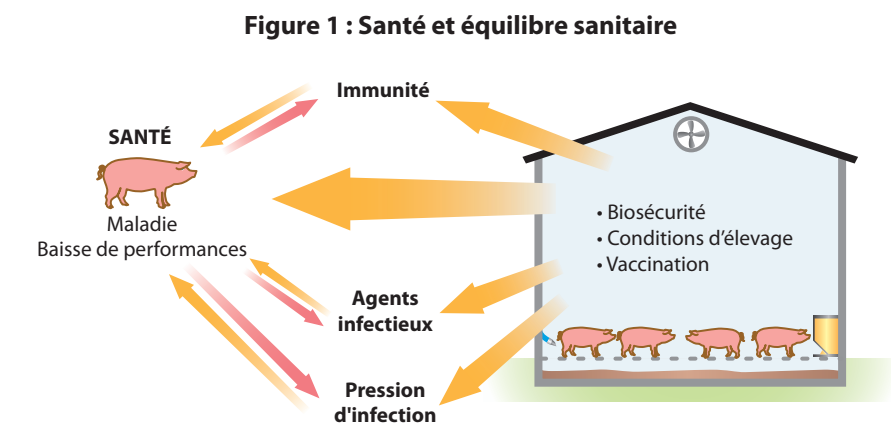 Figure 1 : Santé et équilibre sanitaire
Immunité
SANTÉ
Maladie
Baisse de performances
• Biosécurité
• Conditions d'élevage
• Vaccination
Agents
infectieux
Pression
d'infection